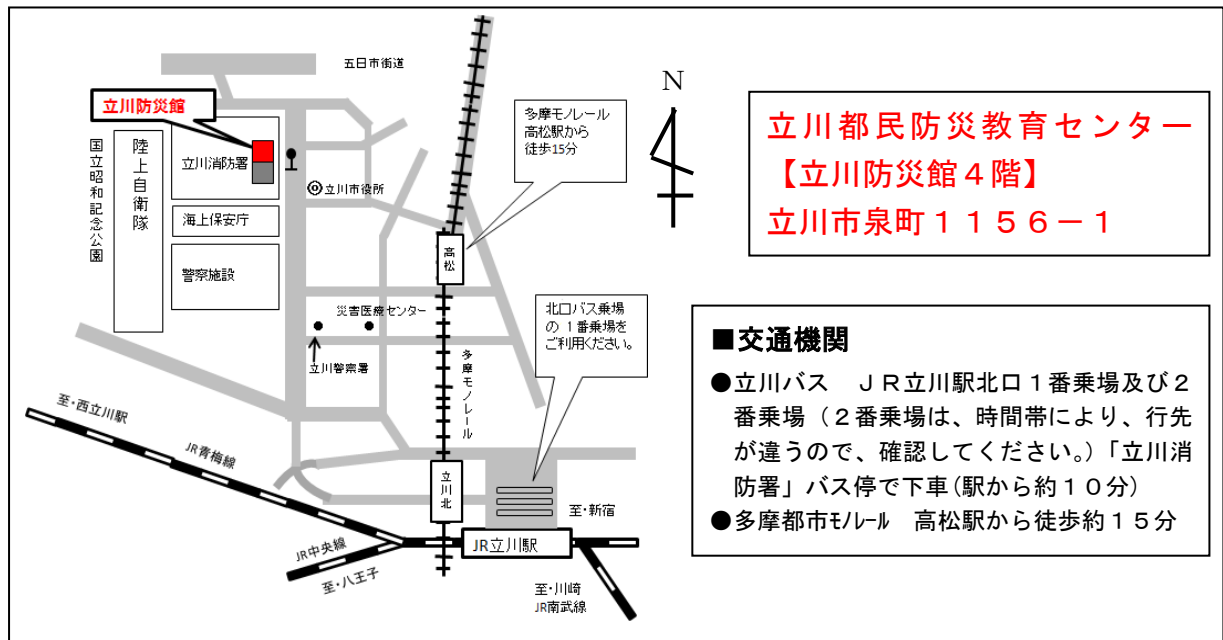 五日市街道
立川防災館
立川消防署
海上保安庁
警察施設
陸上自衛隊
国立昭和記念公園
立川市役所
多摩モノレール
高松駅から
徒歩15分
N
高松
災害医療センター
立川警察署
北口バス乗場
の1番乗場を
ご利用ください。
多摩モノレール
至・西立川駅
JR青梅線
立川北
至・新宿
JR立川駅
JR中央線
至・八王子
至・川崎
JR南武線
立川都民防災教育センター
【立川防災館4階】
立川市泉町1156－1
■交通機関
●立川バス　ＪＲ立川駅北口１番乗場及び２
番乗場（２番乗場は、時間帯により、行先
が違うので、確認してください。）「立川消
防署」バス停で下車(駅から約１０分)
●多摩都市ﾓﾉﾚｰﾙ　高松駅から徒歩約１５分